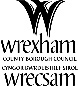 wrexham
COUNTY BOROUGH COUNCIL
CYNGOR BWRDEISTREF SIROL
wrecsam